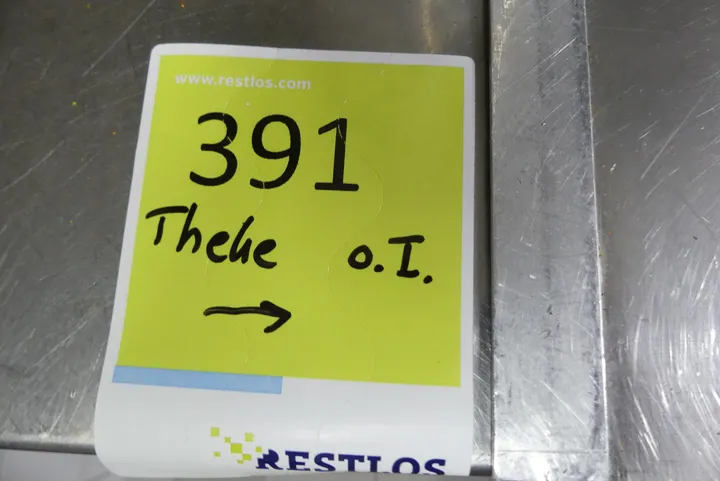 www.restlos.com
391
Theke o.I.
→
RESTLOS